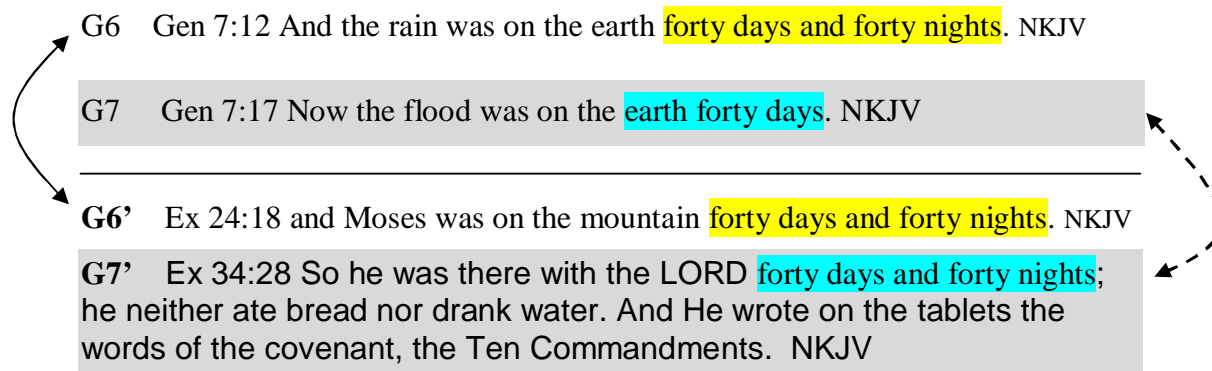 G6 Gen 7:12 And the rain was on the earth forty days and forty nights. NKJV
G7 Gen 7:17 Now the flood was on the earth forty days. NKJV
G6’ Ex 24:18 and Moses was on the mountain forty days and forty nights. NKJV
G7’ Ex 34:28 So he was there with the LORD forty days and forty nights;
he neither ate bread nor drank water. And He wrote on the tablets the
words of the covenant, the Ten Commandments. NKJV